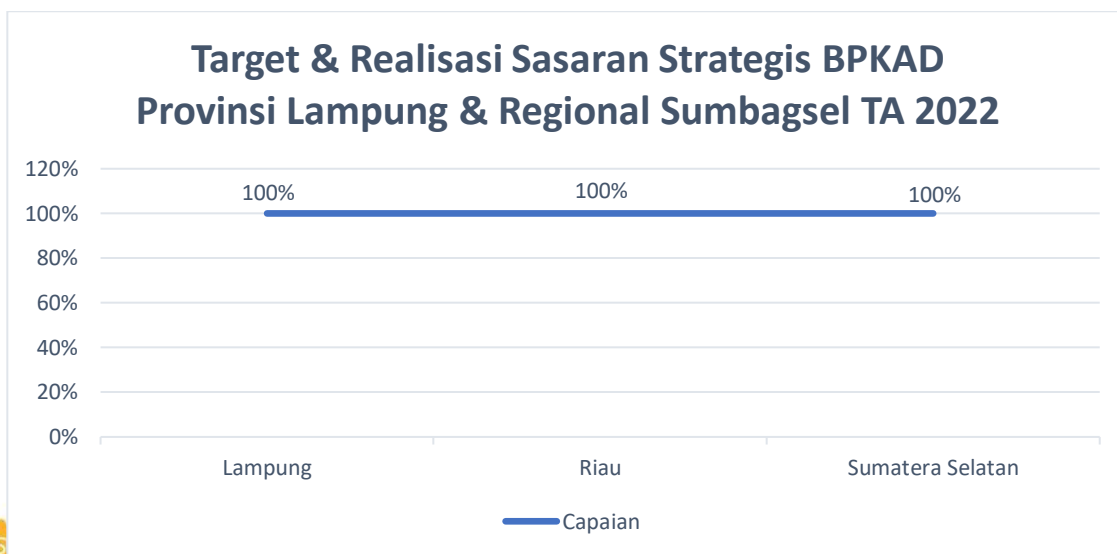 Target & Realisasi Sasaran Strategis BPKAD
Provinsi Lampung & Regional Sumbagsel TA 2022
120%
100%
80%
60%
40%
20%
0%
100%
100%
100%
Lampung
Riau
Sumatera Selatan
Capaian